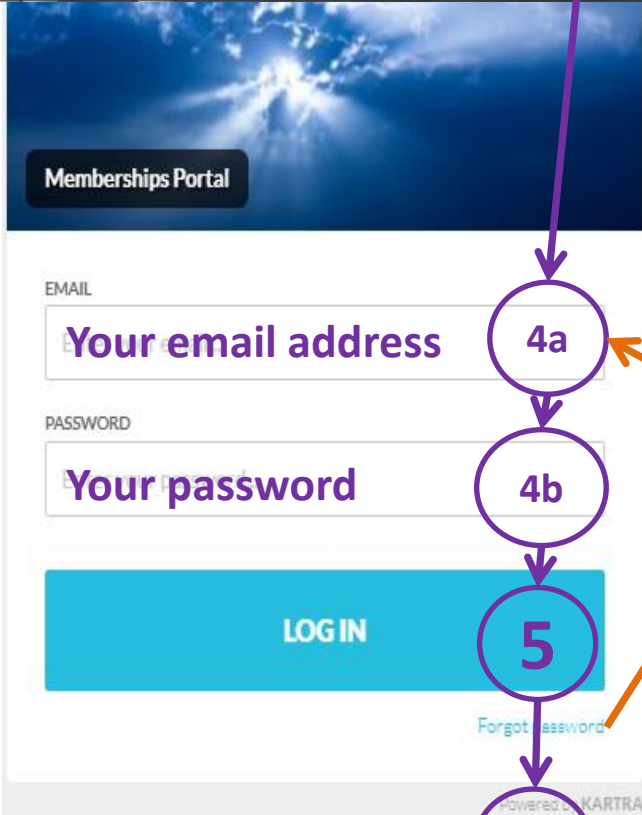 Memberships Portal
EMAIL
Your email address
4a
PASSWORD
Your password
4b
LOG IN
5
Forgot password
Powered by KARTRA